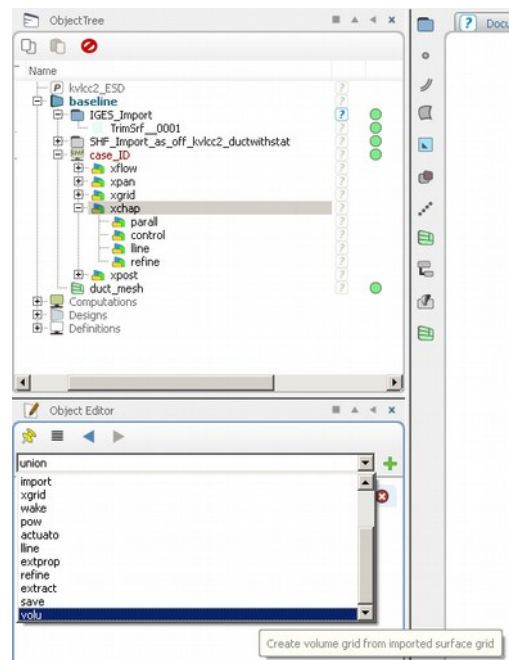 ObjectTree
Docu
Name
kvlcc2_ESD
baseline
IGES_Import
TrimSrf__0001
SHF_Import_as_off_kvlcc2_ductwithstat
case_ID
xflow
xpan
xgrid
xchap
parall
control
line
refine
xpost
duct_mesh
Computations
Designs
Definitions
Object Editor
union
import
xgrid
wake
pow
actuato
lline
extprop
refine
extract
save
volu
Create volume grid from imported surface grid